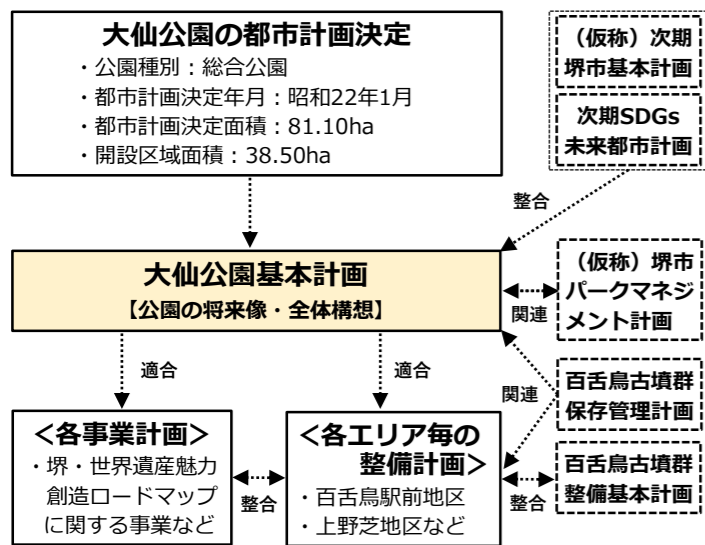 大仙公園の都市計画決定
・公園種別：総合公園
・都市計画決定年月：昭和22年1月
・都市計画決定面積：81.10ha
・開設区域面積：38.50ha
（仮称）次期
堺市基本計画
次期SDGs
未来都市計画
整合
大仙公園基本計画
【公園の将来像・全体構想】
関連
（仮称）堺市
パークマネジ
メント計画
適合
適合
関連
百舌鳥古墳群
保存管理計画
＜各事業計画＞
・堺・世界遺産魅力
創造ロードマップ
に関する事業など
整合
＜各エリア毎の
整備計画＞
・百舌鳥駅前地区
・上野芝地区など
整合
百舌鳥古墳群
整備基本計画